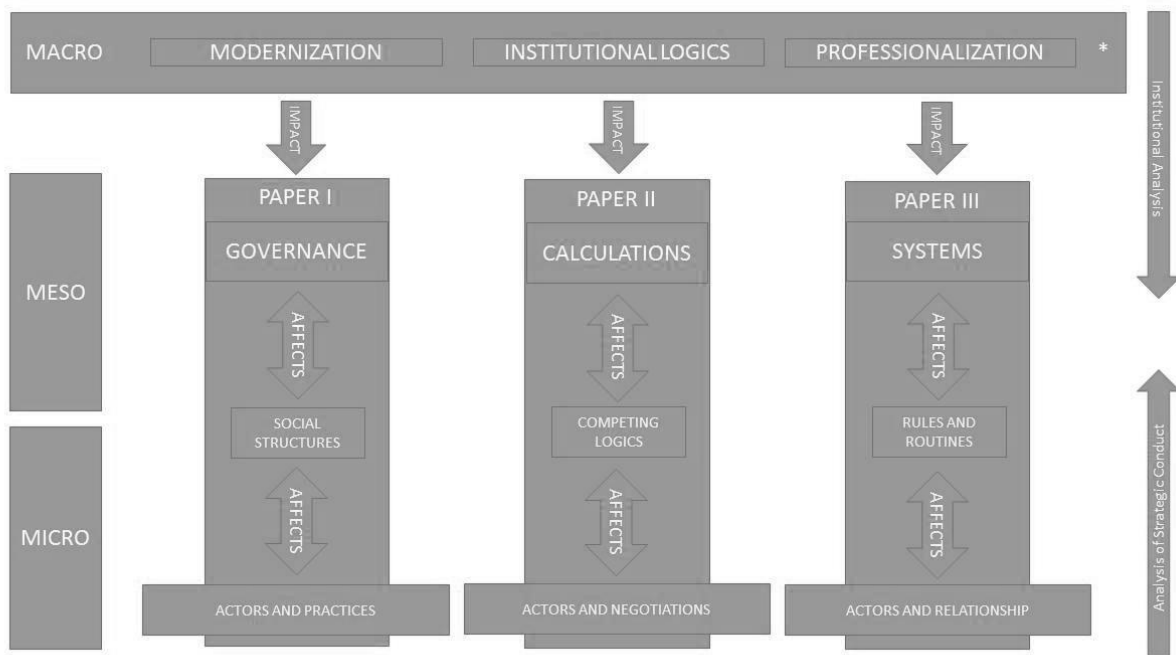 MACRO
MODERNIZATION
INSTITUTIONAL LOGICS
PROFESSIONALIZATION
*
IMPACT
IMPACT
IMPACT
Institutional Analysis
MESO
PAPER I
GOVERNANCE
AFFECTS
PAPER II
CALCULATIONS
AFFECTS
PAPER III
SYSTEMS
AFFECTS
SOCIAL
STRUCTURES
COMPETING
LOGICS
RULES AND
ROUTINES
MICRO
AFFECTS
AFFECTS
AFFECTS
ACTORS AND PRACTICES
ACTORS AND NEGOTIATIONS
ACTORS AND RELATIONSHIP
Analysis of Strategic Conduct